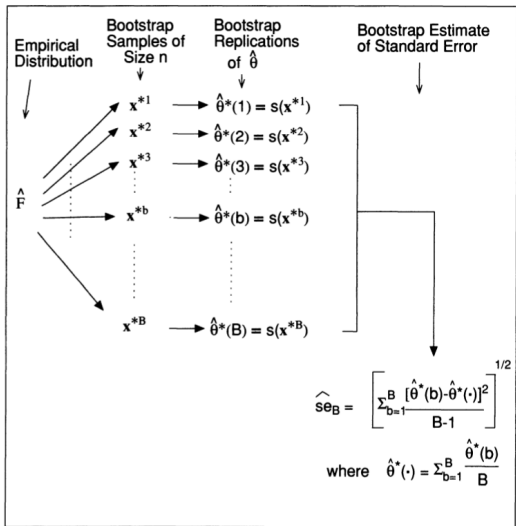 Empirical
Distribution
Bootstrap
Samples of
Size n
Bootstrap
Replications
of θ̂
Bootstrap Estimate
of Standard Error
F̂
x*1 θ̂*(1) = s(x*1)
x*2 θ̂*(2) = s(x*2)
x*3 θ̂*(3) = s(x*3)
x*b θ̂*(b) = s(x*b)
x*B θ̂*(B) = s(x*B)
ŝe_B = [Σ_{b=1}^{B} [θ̂*(b)-θ̂*(·)]² / B-1]^{1/2}
where θ̂*(·) = Σ_{b=1}^{B} θ̂*(b) / B